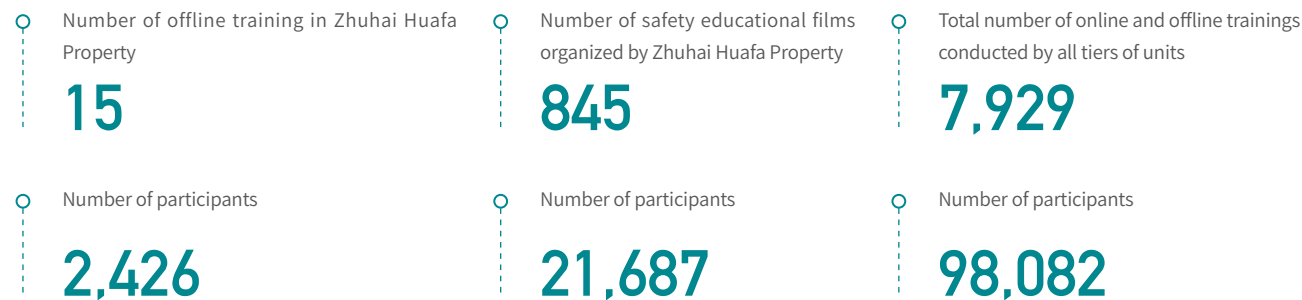 Number of offline training in Zhuhai Huafa
Property
15
Number of safety educational films
organized by Zhuhai Huafa Property
845
Total number of online and offline trainings
conducted by all tiers of units
7,929
Number of participants
2,426
Number of participants
21,687
Number of participants
98,082